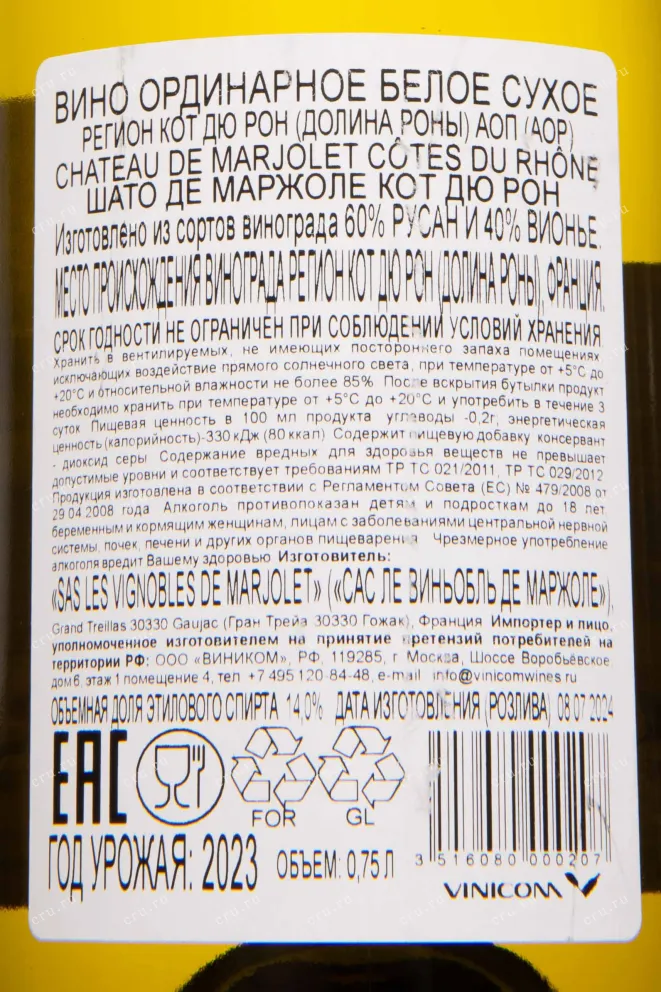 ВИНО ОРДИНАРНОЕ БЕЛОЕ СУХОЕ
РЕГИОН КОТ ДЮ РОН (ДОЛИНА РОНЫ) АОП (AOP)
CHATEAU DE MARJOLET CÔTES DU RHÔNE
ШАТО ДЕ МАРЖОЛЕ КОТ ДЮ РОН
Изготовлено из сортов винограда 60% РУСАН И 40% ВИОНЬЕ.
МЕСТО ПРОИСХОЖДЕНИЯ ВИНОГРАДА РЕГИОН КОТ ДЮ РОН (ДОЛИНА РОНЫ), ФРАНЦИЯ.
СРОК ГОДНОСТИ НЕ ОГРАНИЧЕН ПРИ СОБЛЮДЕНИИ УСЛОВИЙ ХРАНЕНИЯ
Хранить в вентилируемых, не имеющих постороннего запаха помещениях,
исключающих воздействие прямого солнечного света, при температуре от +5°C до
+20°C и относительной влажности не более 85% После вскрытия бутылки продукт
необходимо хранить при температуре от +5°C до +20°C и употребить в течение 3
суток Пищевая ценность в 100 мл продукта углеводы -0,2г, энергетическая
ценность (калорийность)-330 кДж (80 ккал) Содержит пищевую добавку консервант
- диоксид серы Содержание вредных для здоровья веществ не превышает
допустимые уровни и соответствует требованиям ТР ТС 021/2011, ТР ТС 029/2012
Продукция изготовлена в соответствии с Регламентом Совета (ЕС) № 479/2008 от
29 04 2008 года Алкоголь противопоказан детям и подросткам до 18 лет
беременным и кормящим женщинам, лицам с заболеваниями центральной нервной
системы, почек, печени и других органов пищеварения Чрезмерное употребление
алкоголя вредит Вашему здоровью Изготовитель:
«SAS LES VIGNOBLES DE MARJOLET» («САС ЛЕ ВИНЬОБЛЬ ДЕ МАРЖОЛЕ»),
Grand Treillas 30330 Gaujac (Гран Трейа 30330 Гожак), Франция Импортер и лицо,
уполномоченное изготовителем на принятие претензий потребителей на
территории РФ: ООО «ВИНИКОМ», РФ, 119285, г Москва, Шоссе Воробьёвское
дом 6, этаж 1 помещение 4, тел +7 495 120-84-48, e-mail info@vinicomwines ru
ОБЪЕМНАЯ ДОЛЯ ЭТИЛОВОГО СПИРТА 14,0% ДАТА ИЗГОТОВЛЕНИЯ (РОЗЛИВА) 08 07 2024
EAC
FOR
GL
ГОД УРОЖАЯ: 2023
ОБЪЕМ: 0,75 Л
3 516080 000207
VINICOM